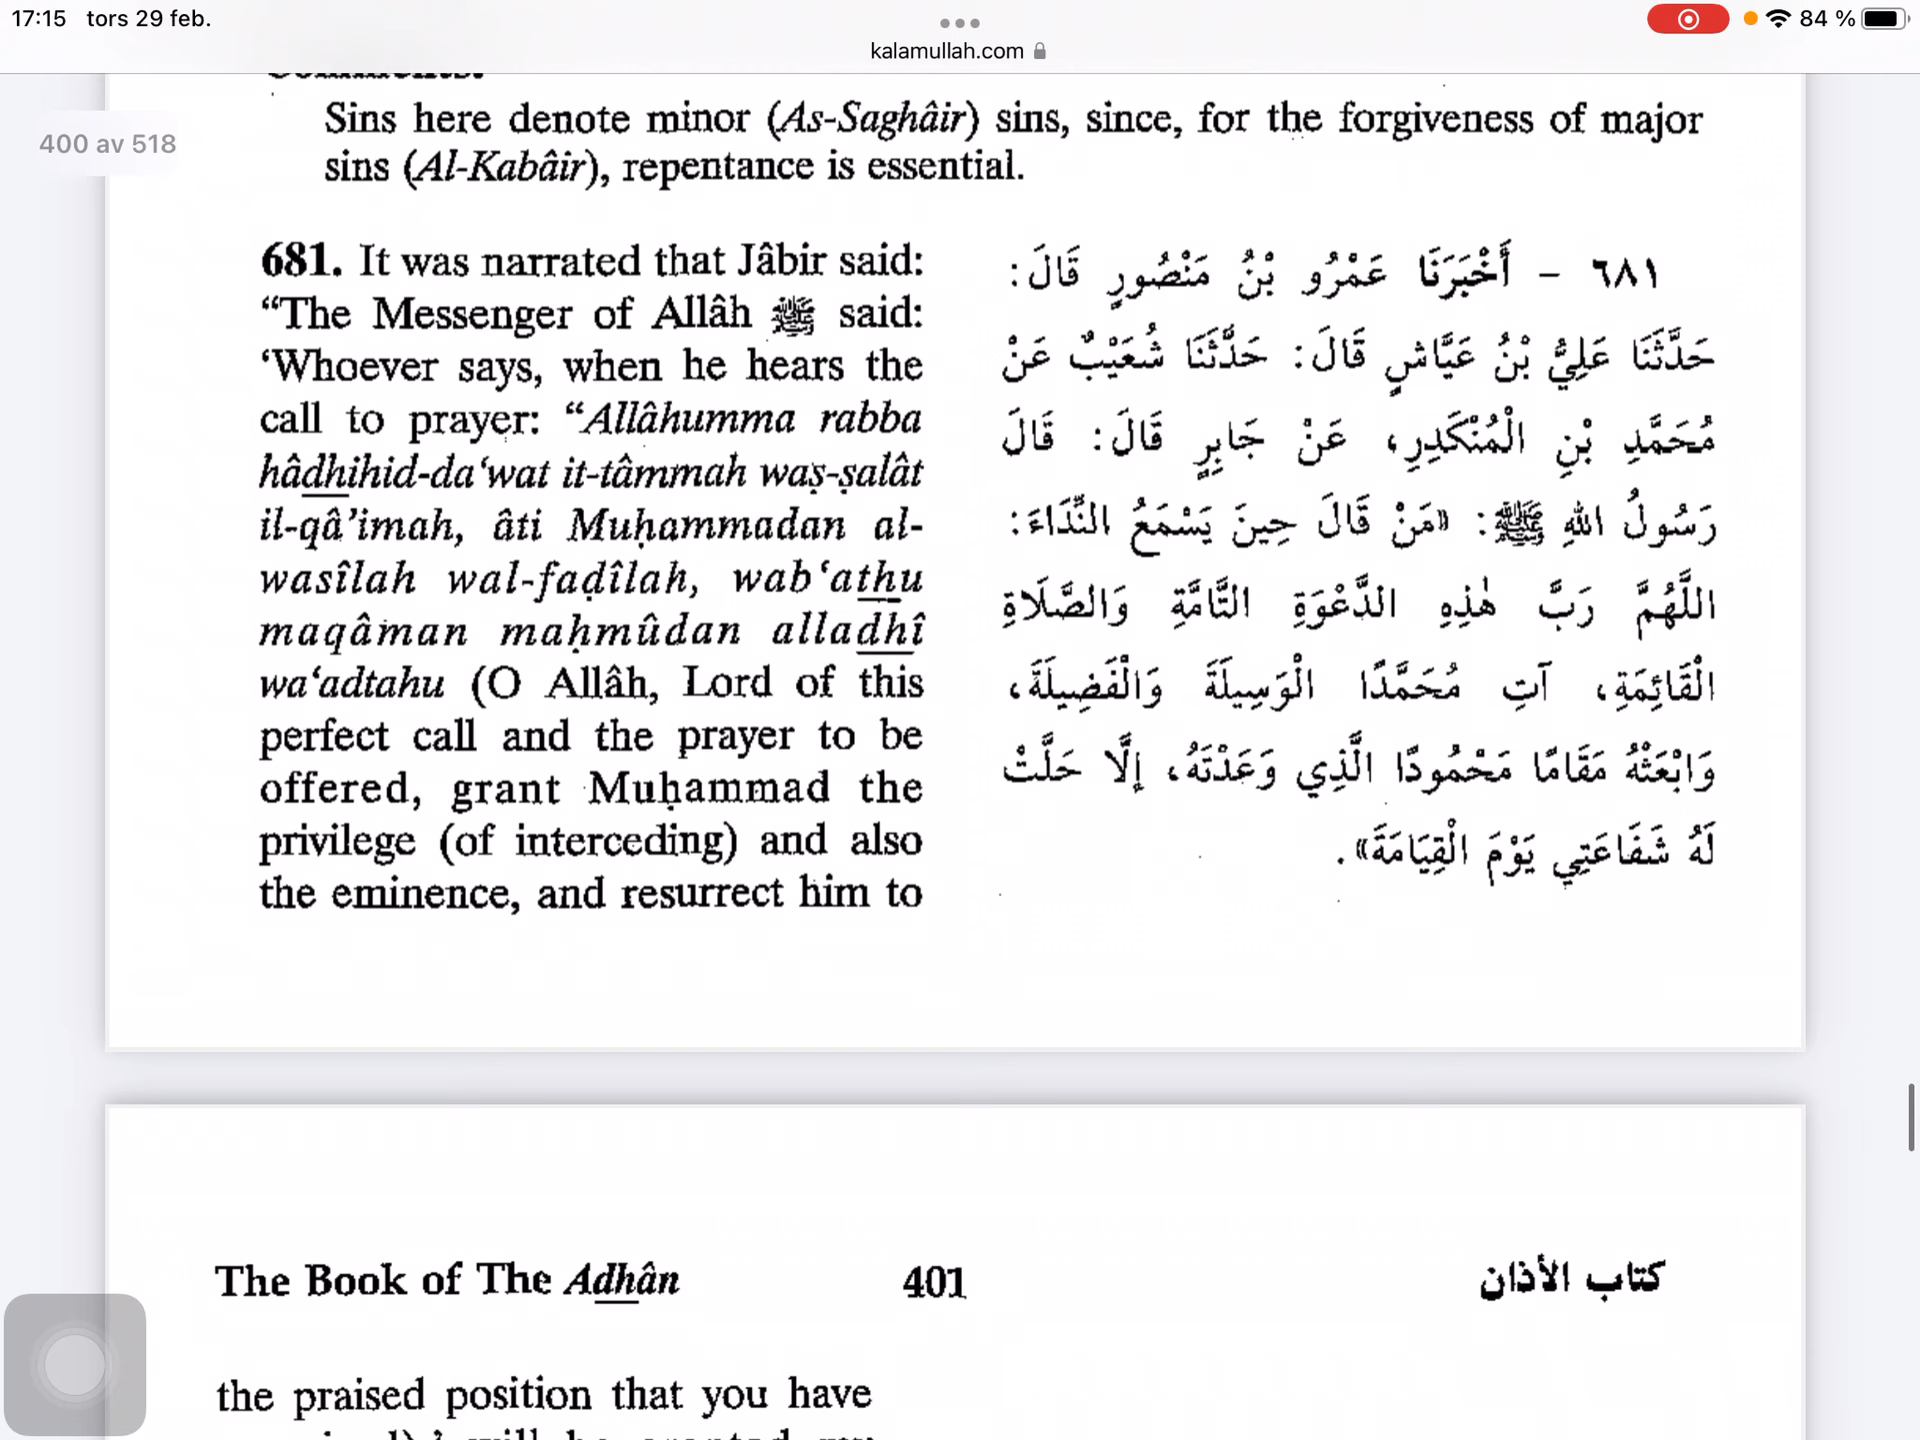 17:15 tors 29 feb.
84 %
kalamullah.com
400 av 518
Sins here denote minor (As-Saghâir) sins, since, for the forgiveness of major
sins (Al-Kabâir), repentance is essential.
681. It was narrated that Jâbir said:
“The Messenger of Allâh ﷺ said:
‘Whoever says, when he hears the
call to prayer: “Allâhumma rabba
hâdhihid-da‘wat it-tâmmah waṣ-ṣalât
il-qâ’imah, âti Muḥammadan al-
wasîlah wal-faḍîlah, wab‘athu
maqâman maḥmûdan alladhî
wa‘adtahu (O Allâh, Lord of this
perfect call and the prayer to be
offered, grant Muḥammad the
privilege (of interceding) and also
the eminence, and resurrect him to
٦٨١ - أَخْبَرَنَا عَمْرُو بْنُ مَنْصُورٍ قَالَ:
حَدَّثَنَا عَلِيُّ بْنُ عَيَّاشٍ قَالَ: حَدَّثَنَا شُعَيْبٌ عَنْ
مُحَمَّدِ بْنِ الْمُنْكَدِرِ، عَنْ جَابِرٍ قَالَ: قَالَ
رَسُولُ اللهِ ﷺ: «مَنْ قَالَ حِينَ يَسْمَعُ النِّدَاءَ:
اللَّهُمَّ رَبَّ هٰذِهِ الدَّعْوَةِ التَّامَّةِ وَالصَّلَاةِ
الْقَائِمَةِ، آتِ مُحَمَّدًا الْوَسِيلَةَ وَالْفَضِيلَةَ،
وَابْعَثْهُ مَقَامًا مَحْمُودًا الَّذِي وَعَدْتَهُ، إِلَّا حَلَّتْ
لَهُ شَفَاعَتِي يَوْمَ الْقِيَامَةَ».
The Book of The Adhân 401 كتاب الأذان
the praised position that you have